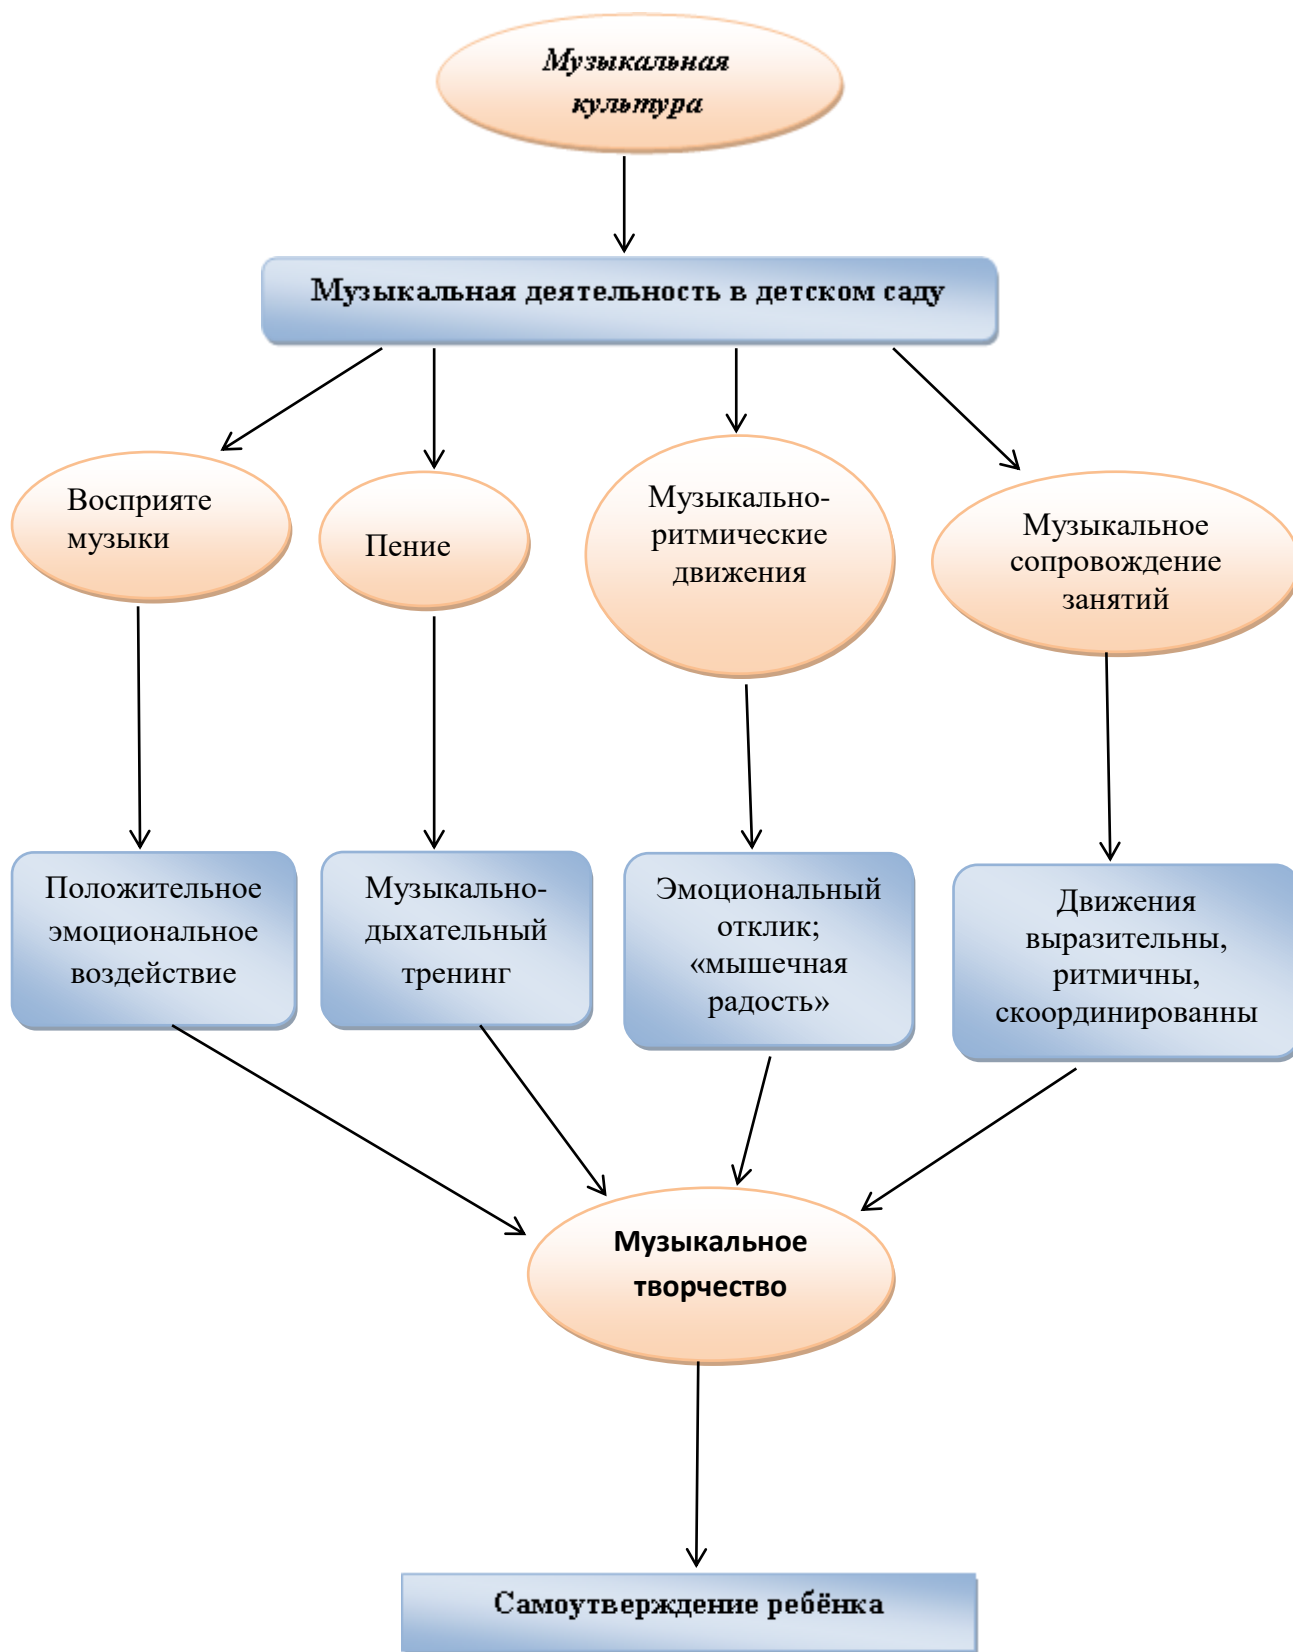 Музыкальная
культура
Музыкальная деятельность в детском саду
Восприяте
музыки
Пение
Музыкально-
ритмические
движения
Музыкальное
сопровождение
занятий
Положительное
эмоциональное
воздействие
Музыкально-
дыхательный
тренинг
Эмоциональный
отклик;
«мышечная
радость»
Движения
выразительны,
ритмичны,
скоординированны
Музыкальное
творчество
Самоутверждение ребёнка